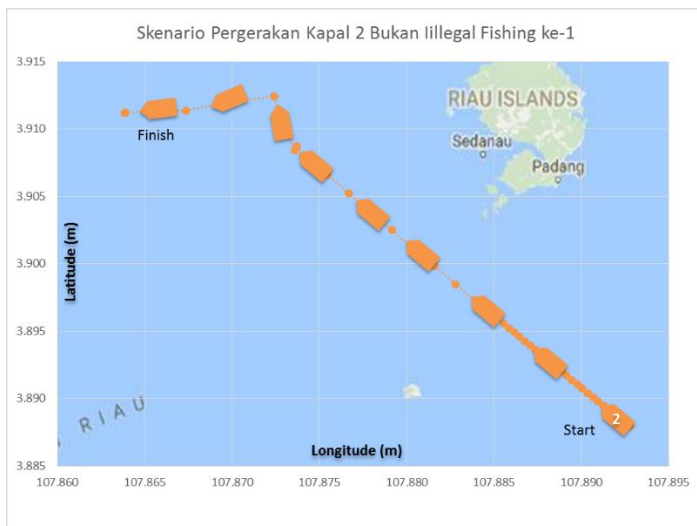 Skenario Pergerakan Kapal 2 Bukan Iillegal Fishing ke-1
3.915
3.910
3.905
3.900
3.895
3.890
3.885
Latitude (m)
RIAU ISLANDS
Sedanau
Padang
Finish
RIAU
2
Start
Longitude (m)
107.860
107.865
107.870
107.875
107.880
107.885
107.890
107.895